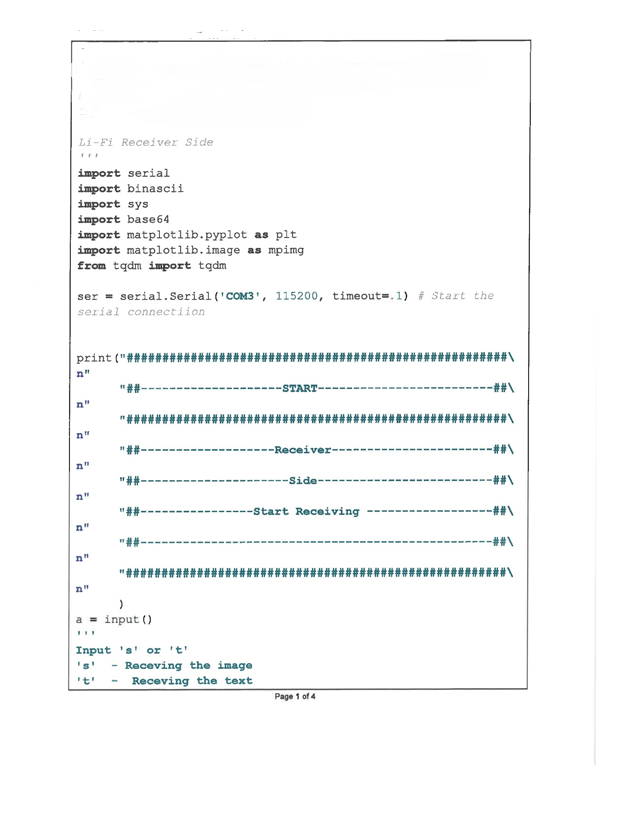 Li-Fi Receiver Side
'''
import serial
import binascii
import sys
import base64
import matplotlib.pyplot as plt
import matplotlib.image as mpimg
from tqdm import tqdm
ser = serial.Serial('COM3', 115200, timeout=.1) # Start the
serial connectiion
print("######################################################\
n"
"##--------------------START-------------------------##\
n"
"######################################################\
n"
"##-------------------Receiver-----------------------##\
n"
"##---------------------Side-------------------------##\
n"
"##----------------Start Receiving ------------------##\
n"
"##--------------------------------------------------##\
n"
"######################################################\
n"
)
a = input()
'''
Input 's' or 't'
's'  - Receving the image
't'  -  Receving the text
Page 1 of 4